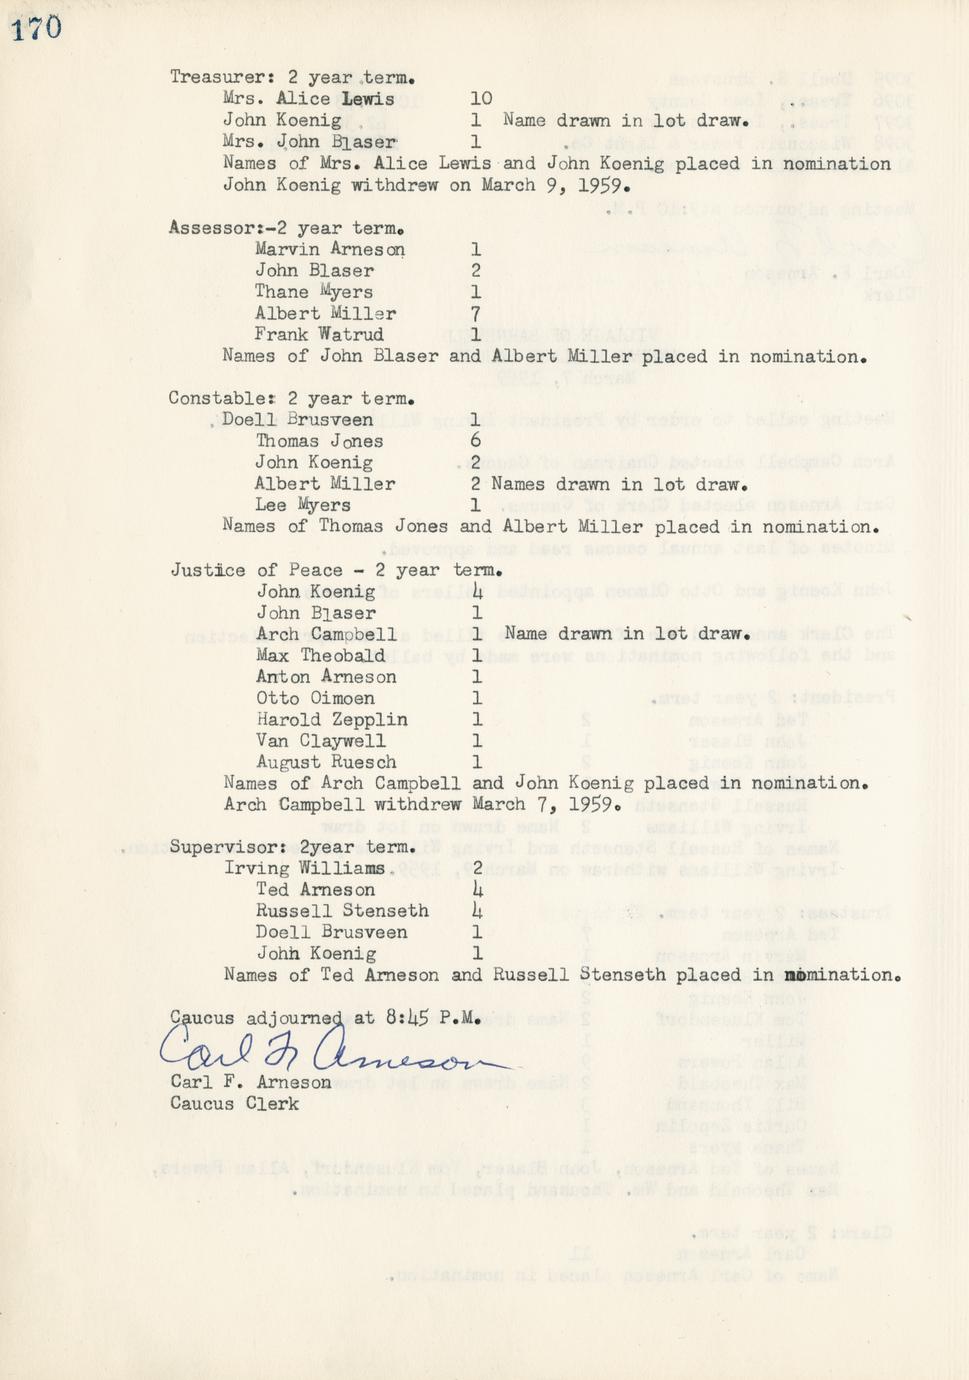 170
Treasurer: 2 year term.
Mrs. Alice Lewis 10
John Koenig 1 Name drawn in lot draw.
Mrs. John Blaser 1
Names of Mrs. Alice Lewis and John Koenig placed in nomination
John Koenig withdrew on March 9, 1959.
Assessor:-2 year term.
Marvin Arneson 1
John Blaser 2
Thane Myers 1
Albert Miller 7
Frank Watrud 1
Names of John Blaser and Albert Miller placed in nomination.
Constable: 2 year term.
Doell Brusveen 1
Thomas Jones 6
John Koenig 2
Albert Miller 2 Names drawn in lot draw.
Lee Myers 1
Names of Thomas Jones and Albert Miller placed in nomination.
Justice of Peace - 2 year term.
John Koenig 4
John Blaser 1
Arch Campbell 1 Name drawn in lot draw.
Max Theobald 1
Anton Arneson 1
Otto Oimoen 1
Harold Zepplin 1
Van Claywell 1
August Ruesch 1
Names of Arch Campbell and John Koenig placed in nomination.
Arch Campbell withdrew March 7, 1959.
Supervisor: 2year term.
Irving Williams 2
Ted Arneson 4
Russell Stenseth 4
Doell Brusveen 1
John Koenig 1
Names of Ted Arneson and Russell Stenseth placed in nomination.
Caucus adjourned at 8:45 P.M.
Carl F. Arneson
Carl F. Arneson
Caucus Clerk